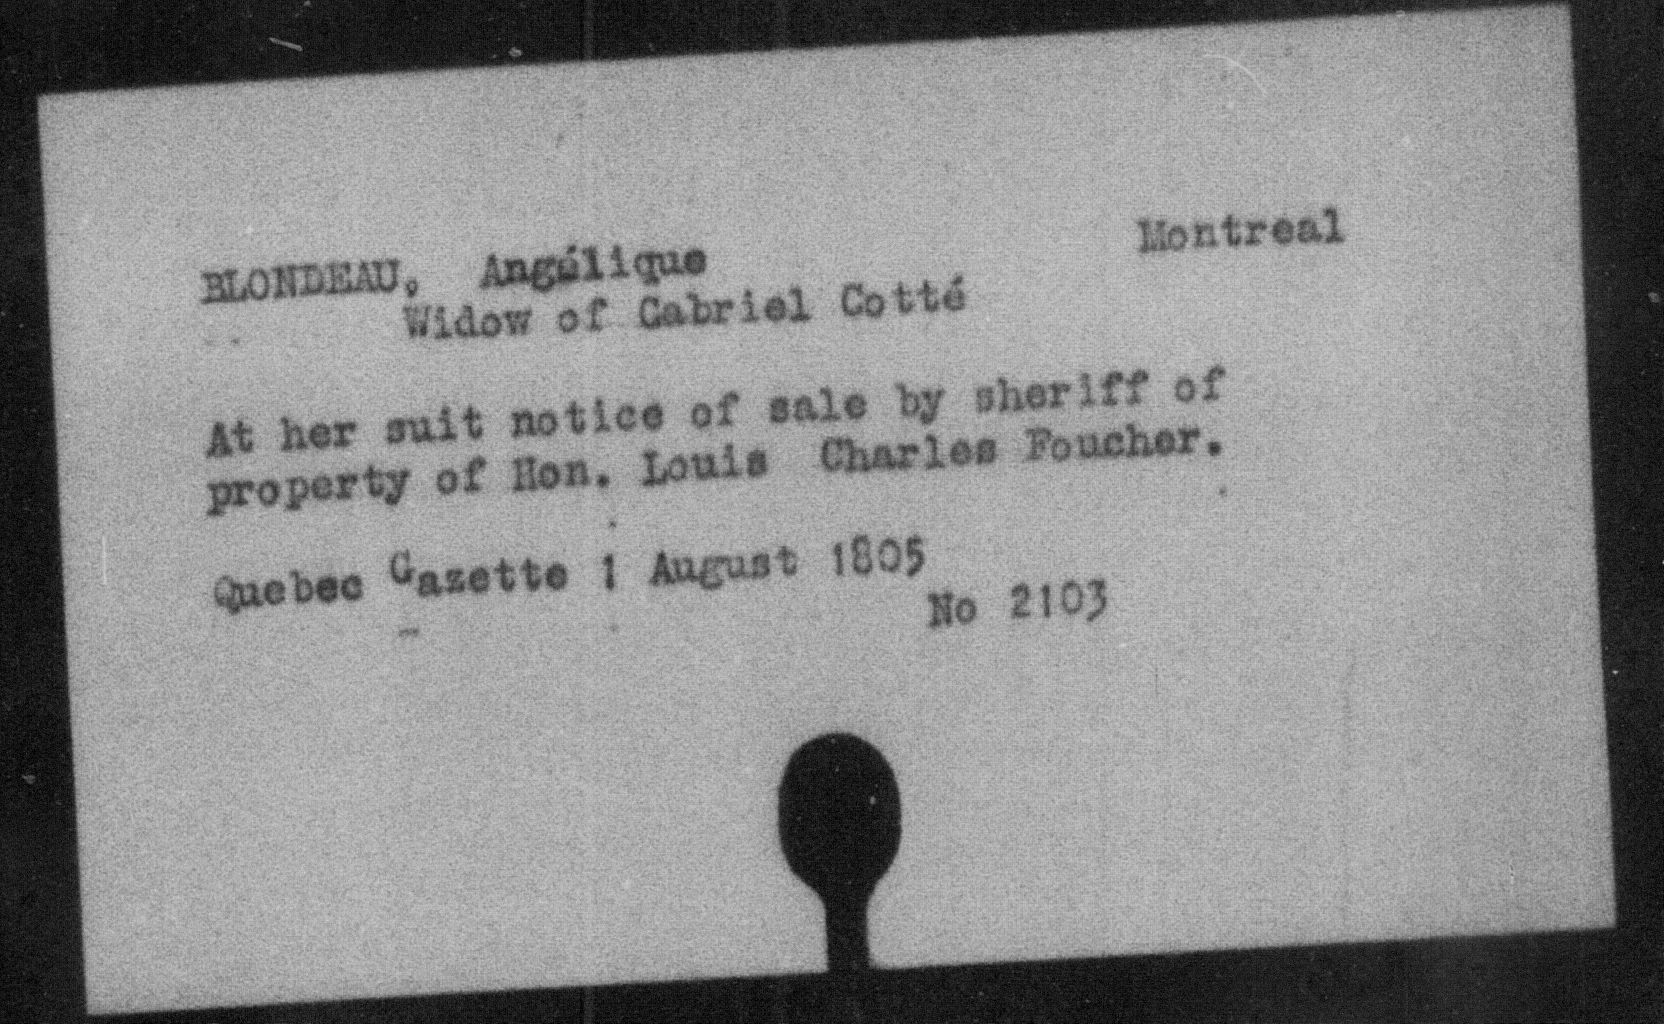 BLONDEAU, Angélique Montreal
Widow of Gabriel Cotté
At her suit notice of sale by sheriff of
property of Hon. Louis Charles Foucher.
Quebec Gazette 1 August 1805
No 2103